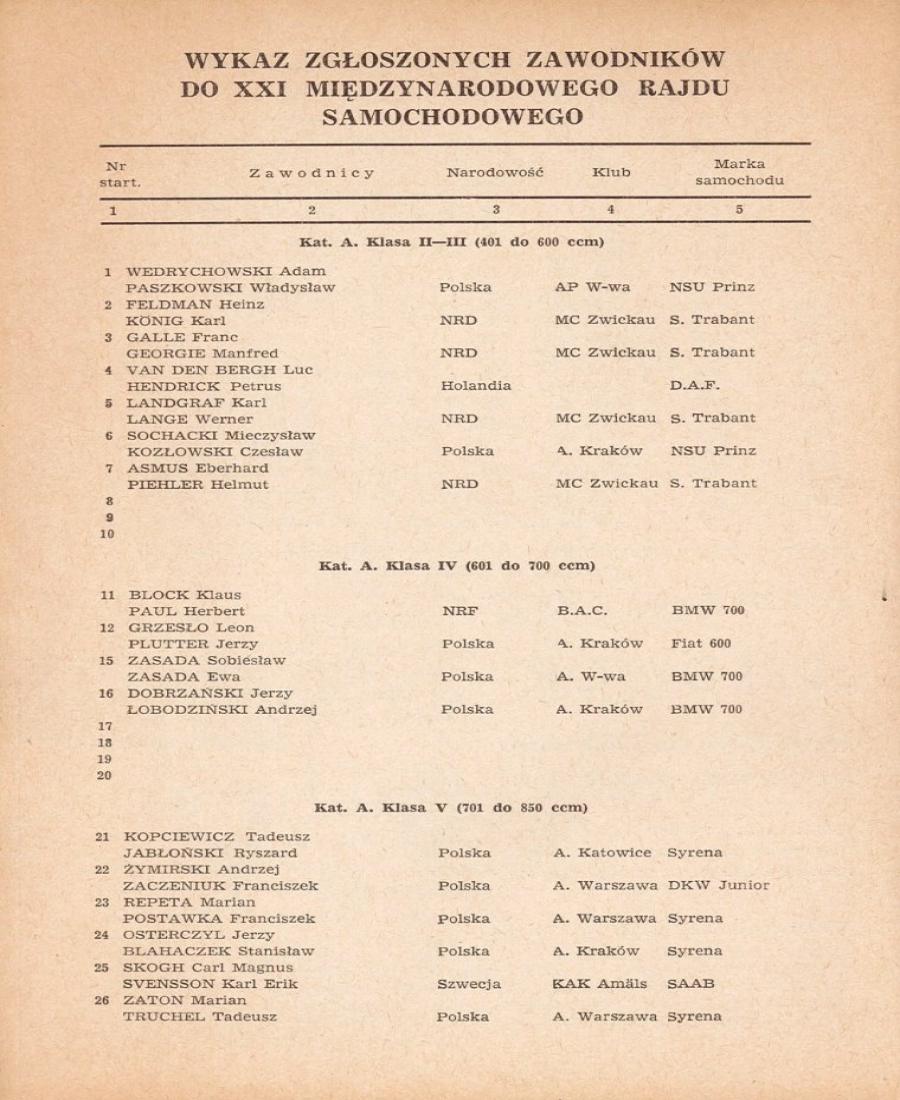 WYKAZ ZGŁOSZONYCH ZAWODNIKÓW
DO XXI MIĘDZYNARODOWEGO RAJDU
SAMOCHODOWEGO
Nr start. Zawodnicy Narodowość Klub Marka samochodu
1 2 3 4 5
Kat. A. Klasa II—III (401 do 600 ccm)
1 WEDRYCHOWSKI Adam
PASZKOWSKI Władysław Polska AP W-wa NSU Prinz
2 FELDMAN Heinz
KÖNIG Karl NRD MC Zwickau S. Trabant
3 GALLE Franc
GEORGIE Manfred NRD MC Zwickau S. Trabant
4 VAN DEN BERGH Luc
HENDRICK Petrus Holandia D.A.F.
5 LANDGRAF Karl
LANGE Werner NRD MC Zwickau S. Trabant
6 SOCHACKI Mieczysław
KOZŁOWSKI Czesław Polska A. Kraków NSU Prinz
7 ASMUS Eberhard
PIEHLER Helmut NRD MC Zwickau S. Trabant
8
9
10
Kat. A. Klasa IV (601 do 700 ccm)
11 BLOCK Klaus
PAUL Herbert NRF B.A.C. BMW 700
12 GRZESŁO Leon
PLUTTER Jerzy Polska A. Kraków Fiat 600
15 ZASADA Sobiesław
ZASADA Ewa Polska A. W-wa BMW 700
16 DOBRZAŃSKI Jerzy
ŁOBODZIŃSKI Andrzej Polska A. Kraków BMW 700
17
18
19
20
Kat. A. Klasa V (701 do 850 ccm)
21 KOPCIEWICZ Tadeusz
JABŁOŃSKI Ryszard Polska A. Katowice Syrena
22 ŻYMIRSKI Andrzej
ZACZENIUK Franciszek Polska A. Warszawa DKW Junior
23 REPETA Marian
POSTAWKA Franciszek Polska A. Warszawa Syrena
24 OSTERCZYL Jerzy
BLAHACZEK Stanisław Polska A. Kraków Syrena
25 SKOGH Carl Magnus
SVENSSON Karl Erik Szwecja KAK Amäls SAAB
26 ZATON Marian
TRUCHEL Tadeusz Polska A. Warszawa Syrena